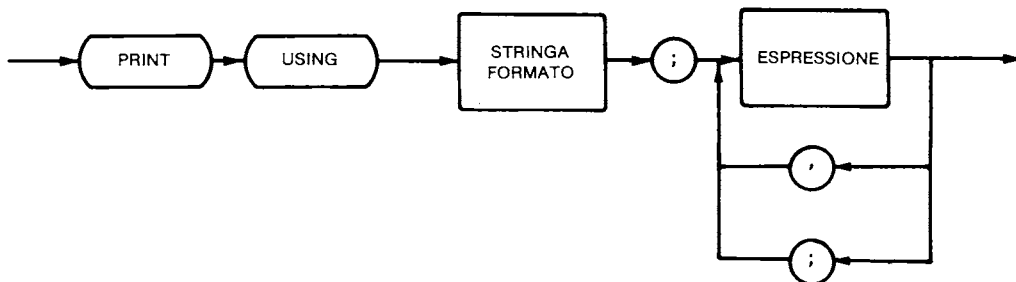 PRINT
USING
STRINGA
FORMATO
;
ESPRESSIONE
,
;